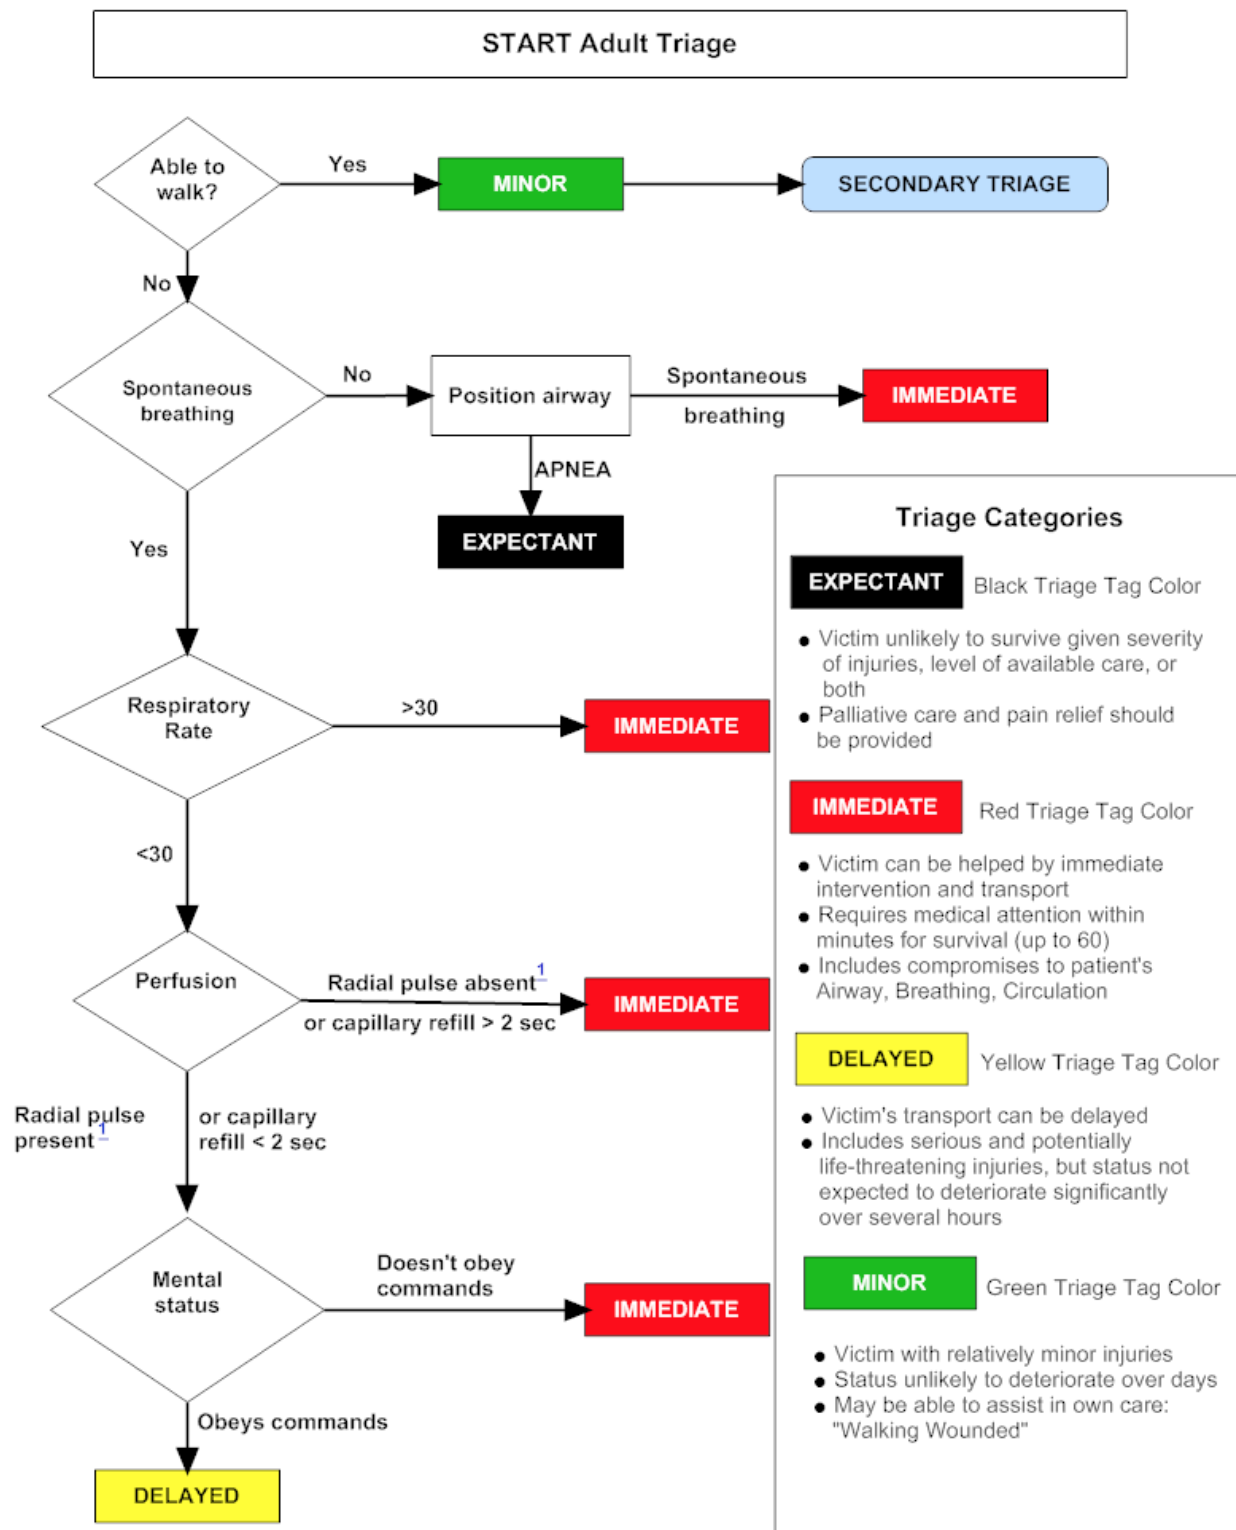 START Adult Triage
Able to
walk?
Yes
MINOR
SECONDARY TRIAGE
No
Spontaneous
breathing
No
Position airway
Spontaneous
breathing
IMMEDIATE
APNEA
EXPECTANT
Yes
Respiratory
Rate
>30
IMMEDIATE
<30
Perfusion
Radial pulse absent 1
or capillary refill > 2 sec
IMMEDIATE
Radial pulse
present 1
or capillary
refill < 2 sec
Mental
status
Doesn't obey
commands
IMMEDIATE
Obeys commands
DELAYED
Triage Categories
EXPECTANT Black Triage Tag Color
● Victim unlikely to survive given severity
of injuries, level of available care, or
both
● Palliative care and pain relief should
be provided
IMMEDIATE Red Triage Tag Color
● Victim can be helped by immediate
intervention and transport
● Requires medical attention within
minutes for survival (up to 60)
● Includes compromises to patient's
Airway, Breathing, Circulation
DELAYED Yellow Triage Tag Color
● Victim's transport can be delayed
● Includes serious and potentially
life-threatening injuries, but status not
expected to deteriorate significantly
over several hours
MINOR Green Triage Tag Color
● Victim with relatively minor injuries
● Status unlikely to deteriorate over days
● May be able to assist in own care:
"Walking Wounded"